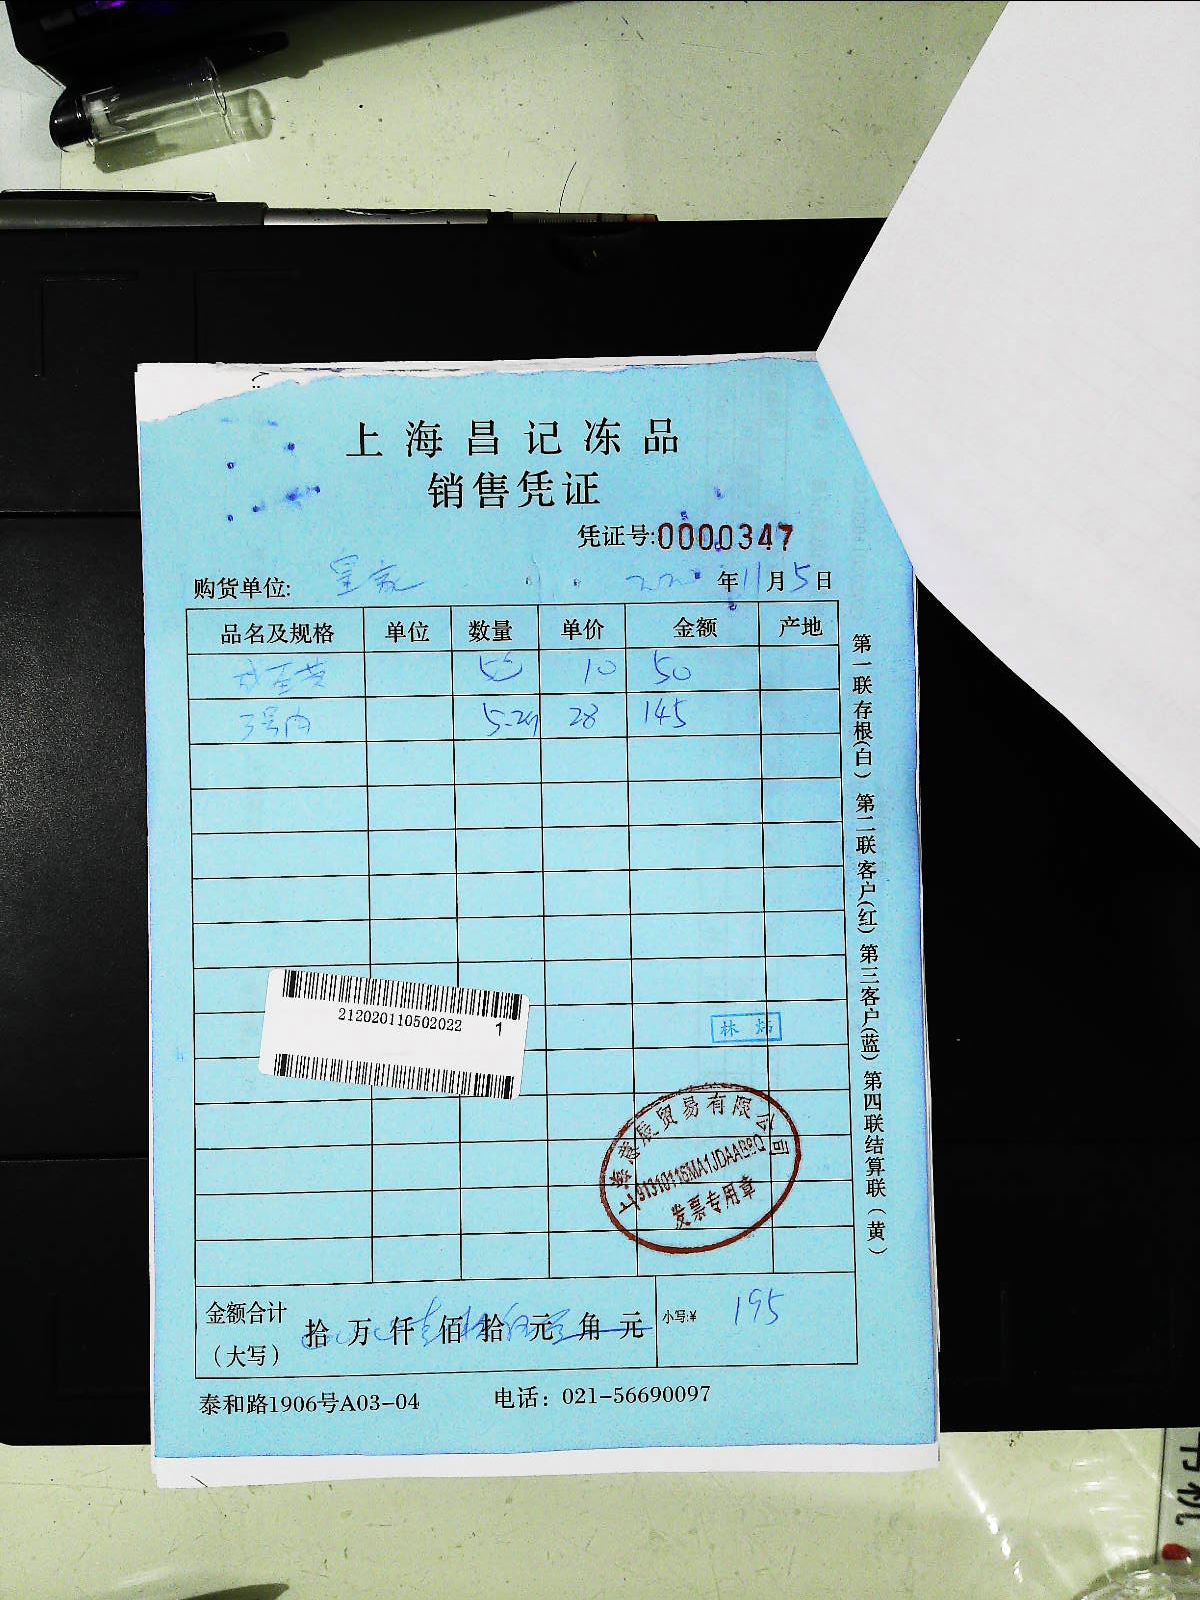 上海昌记冻品
销售凭证
凭证号:0000347
购货单位: 年11月5日
品名及规格 单位 数量 单价 金额 产地
10 50
28 145
212020110502022 1
林
贸易有限公司
91310116MA1JDAAB8Q
发票专用章
金额合计 拾万仟佰拾元角元 小写:¥ 195
(大写)
泰和路1906号A03-04 电话：021-56690097
第一联存根(白) 第二联客户(红) 第三客户(蓝) 第四联结算联(黄)